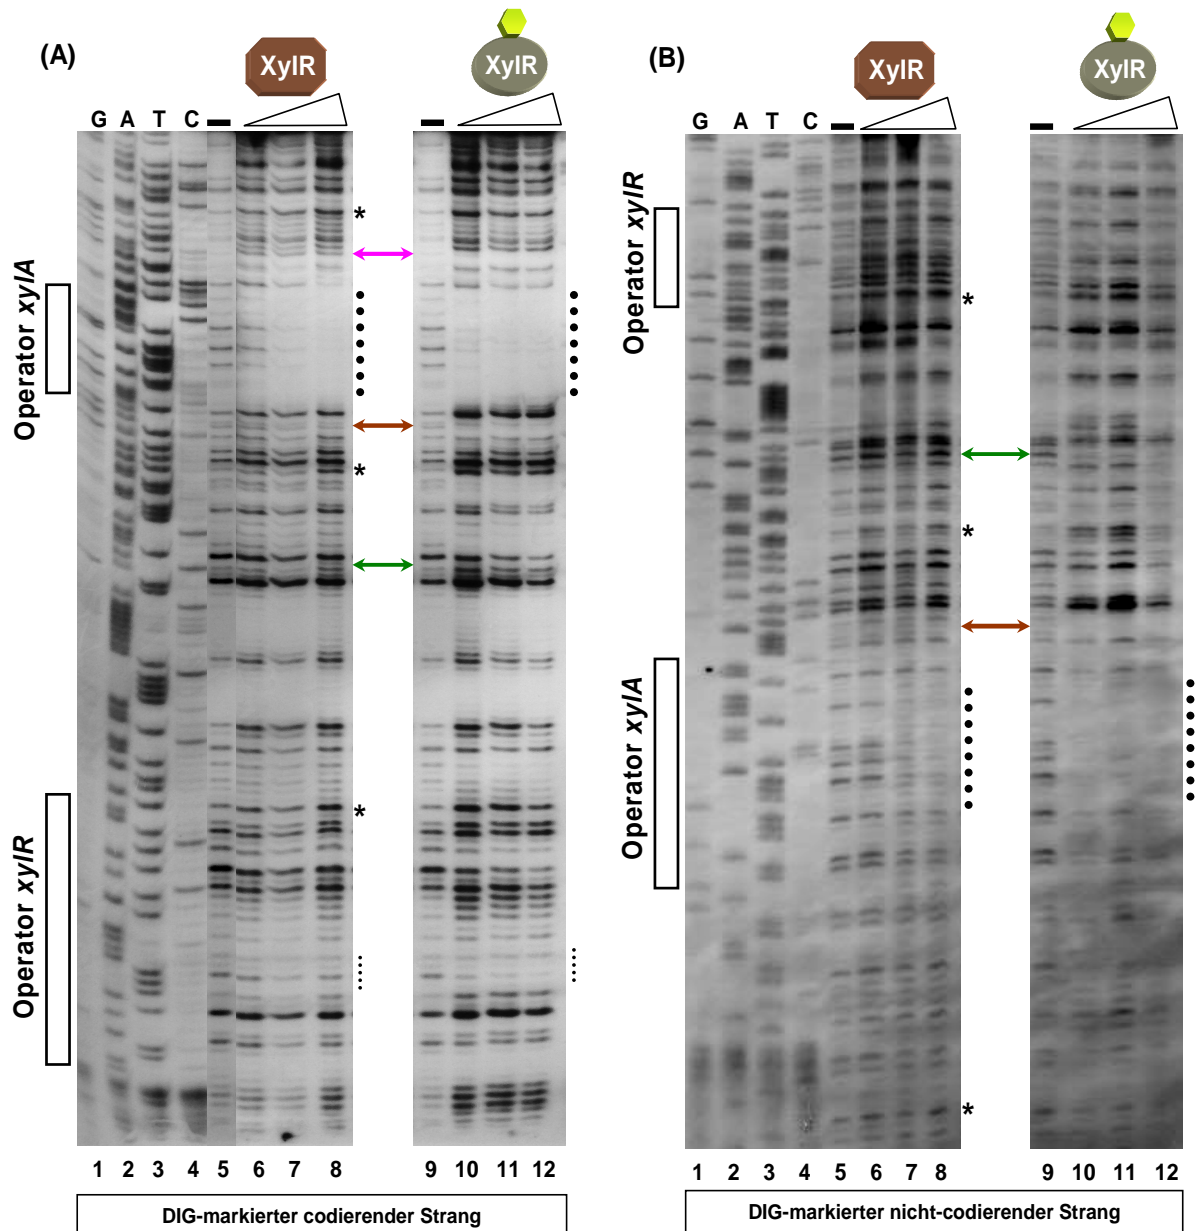 (A)
XylR
XylR
G A T C
Operator xylA
*
*
*
Operator xylR
1 2 3 4 5 6 7 8 9 10 11 12
DIG-markierter codierender Strang
(B)
XylR
XylR
G A T C
Operator xylR
*
*
*
Operator xylA
1 2 3 4 5 6 7 8 9 10 11 12
DIG-markierter nicht-codierender Strang